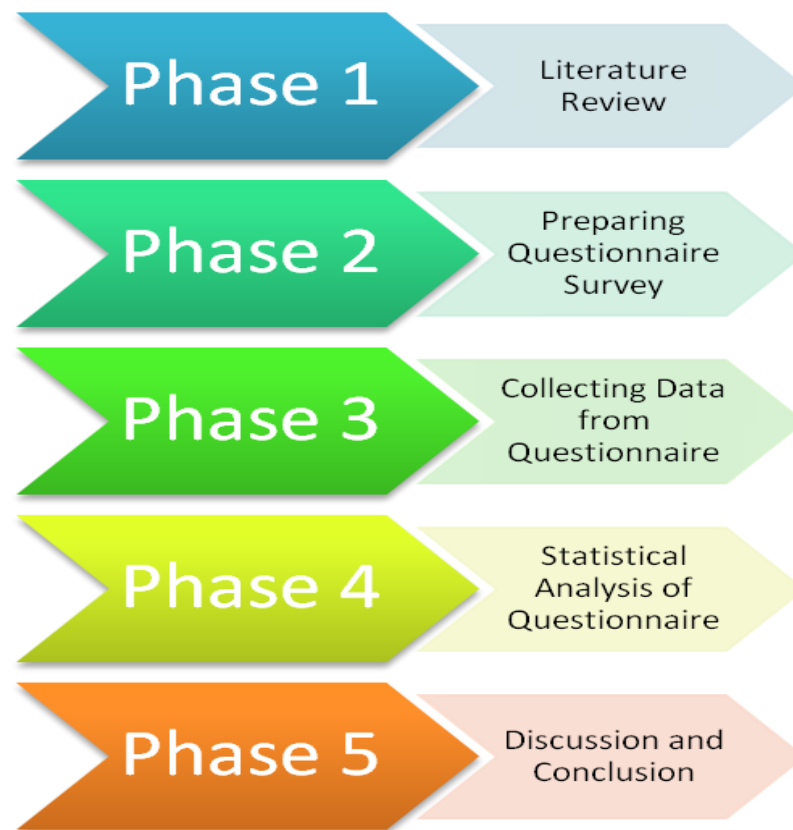 Phase 1
Literature
Review
Phase 2
Preparing
Questionnaire
Survey
Phase 3
Collecting Data
from
Questionnaire
Phase 4
Statistical
Analysis of
Questionnaire
Phase 5
Discussion and
Conclusion